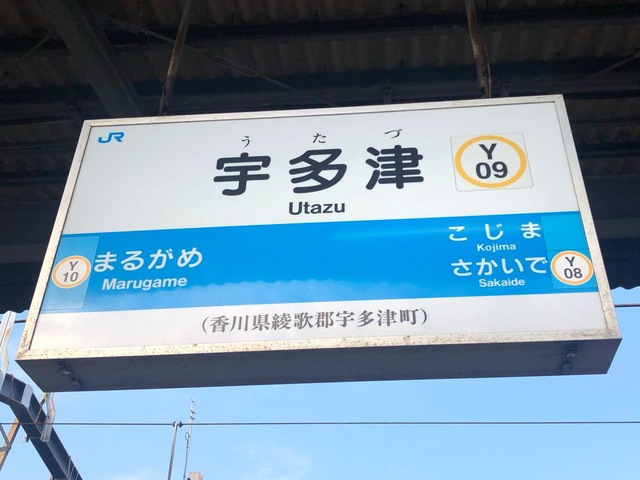 JR
うたづ
宇多津
Utazu
Y
09
Y
10
まるがめ
Marugame
こじま
Kojima
さかいで
Sakaide
Y
08
(香川県綾歌郡宇多津町)